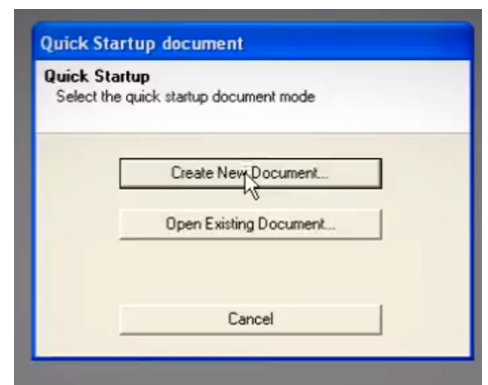 Quick Startup document
Quick Startup
Select the quick startup document mode
Create New Document...
Open Existing Document...
Cancel